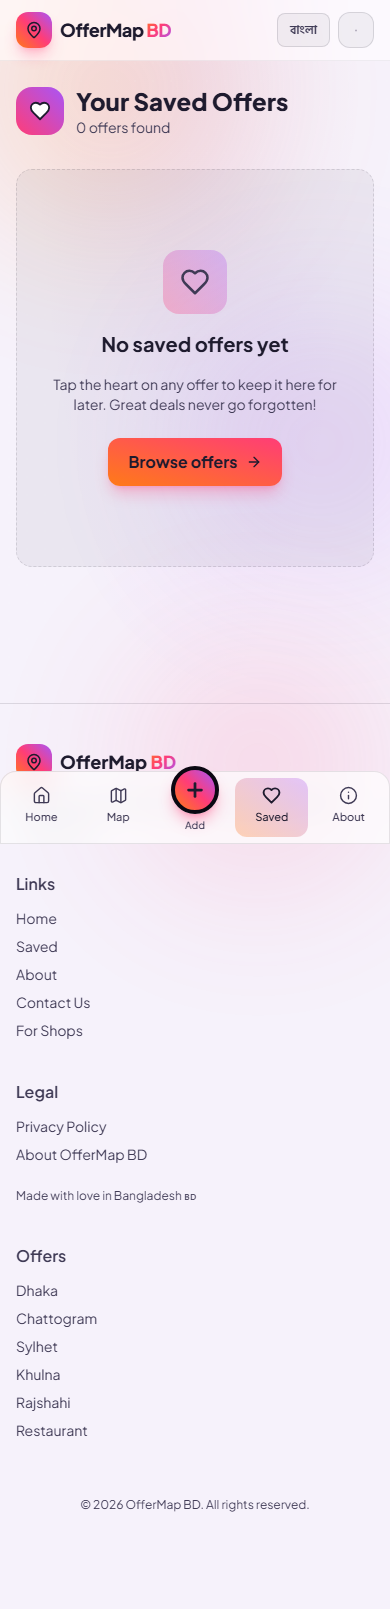 OfferMap BD
বাংলা
Your Saved Offers
0 offers found
No saved offers yet
Tap the heart on any offer to keep it here for
later. Great deals never go forgotten!
Browse offers
OfferMap BD
Home
Map
Add
Saved
About
Links
Home
Saved
About
Contact Us
For Shops
Legal
Privacy Policy
About OfferMap BD
Made with love in Bangladesh BD
Offers
Dhaka
Chattogram
Sylhet
Khulna
Rajshahi
Restaurant
© 2026 OfferMap BD. All rights reserved.